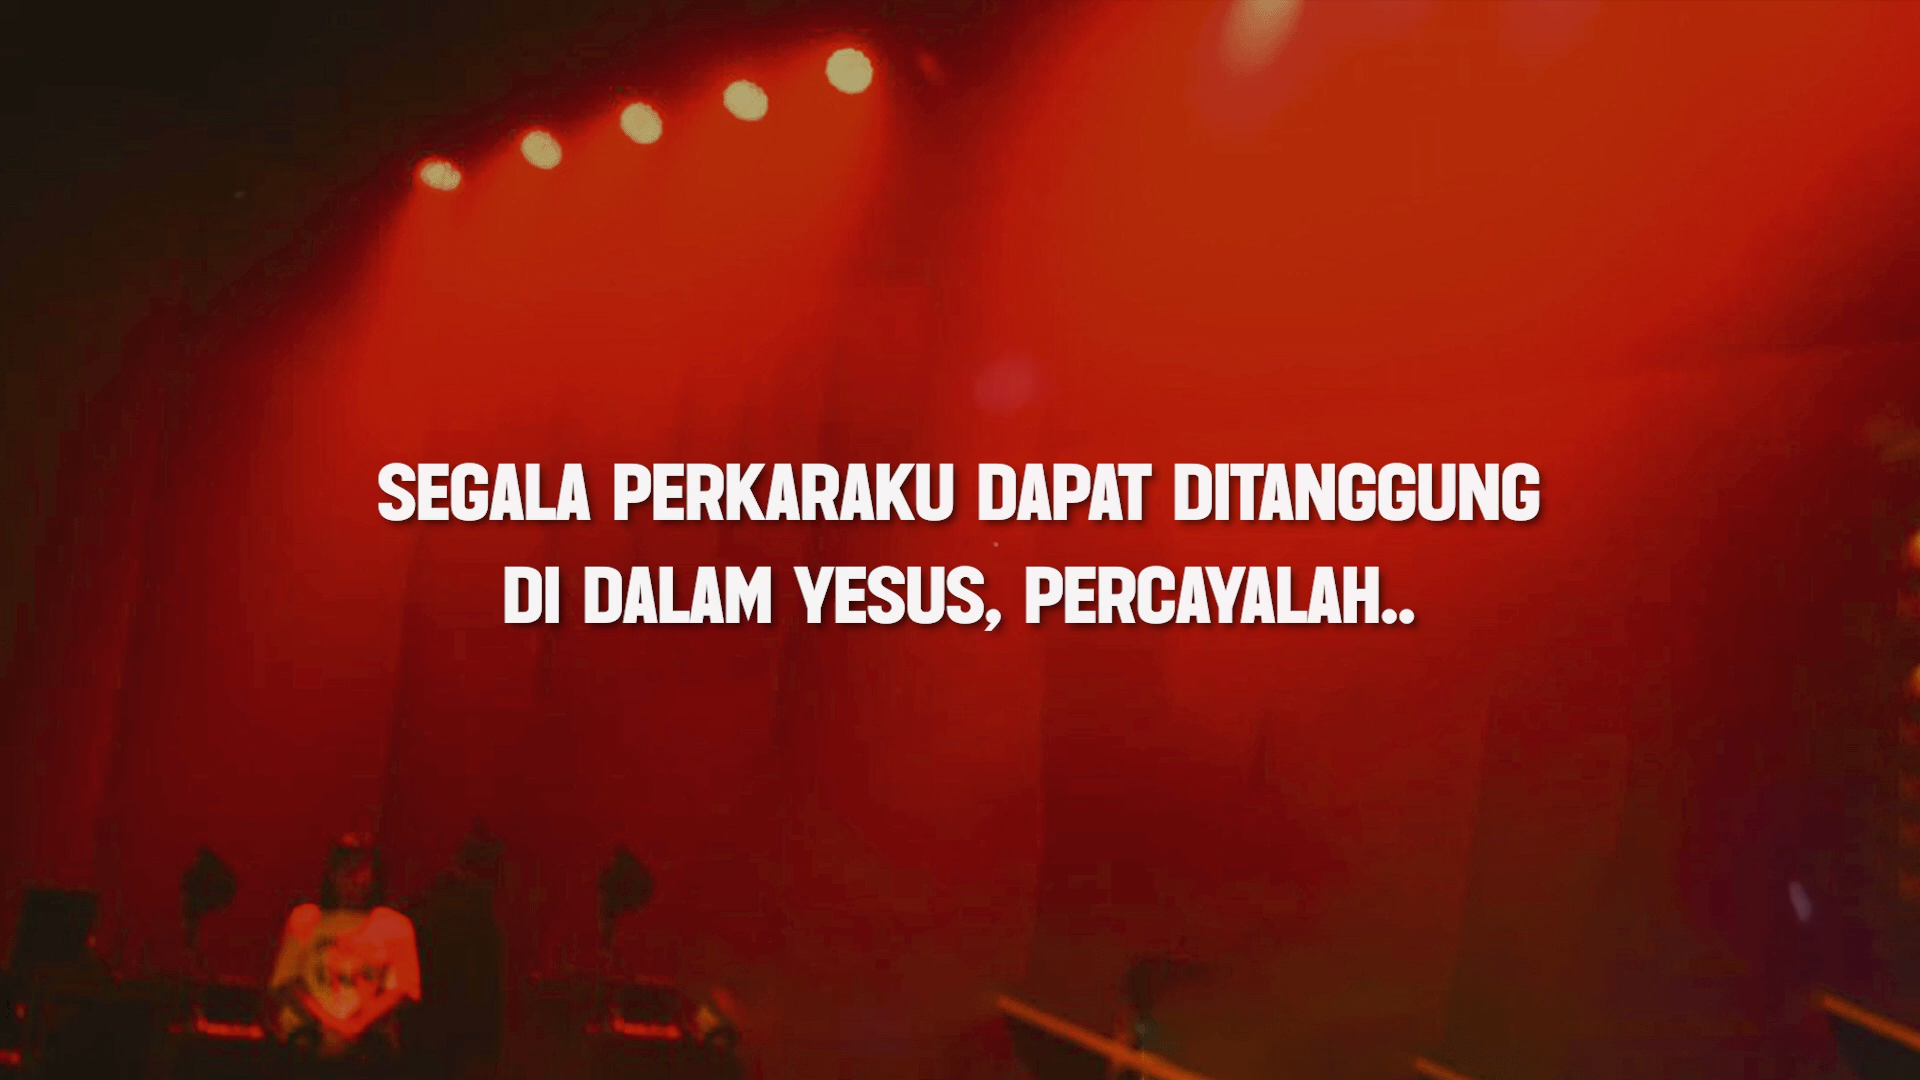 SEGALA PERKARAKU DAPAT DITANGGUNG
DI DALAM YESUS, PERCAYALAH..